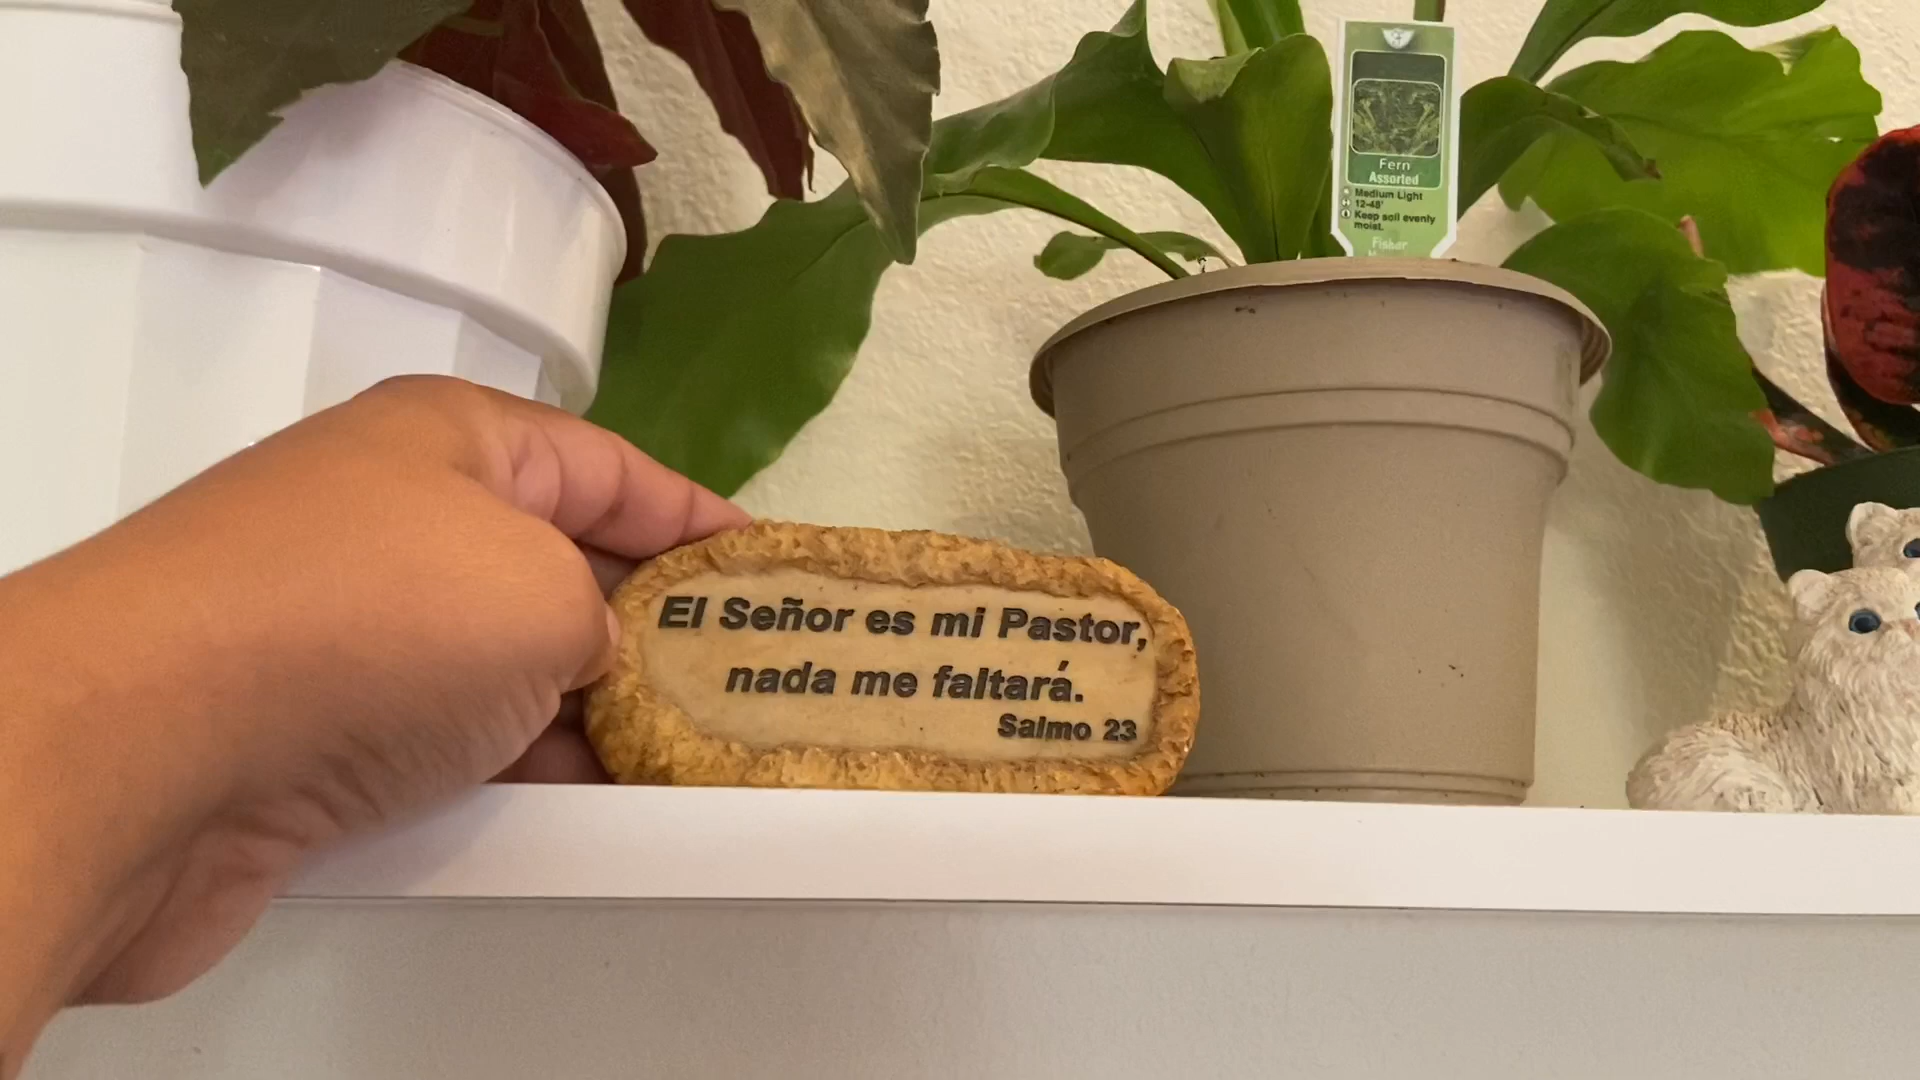 Fern
Assorted
Medium Light
12-48"
Keep soil evenly
moist.
Fisher
El Señor es mi Pastor,
nada me faltará.
Salmo 23